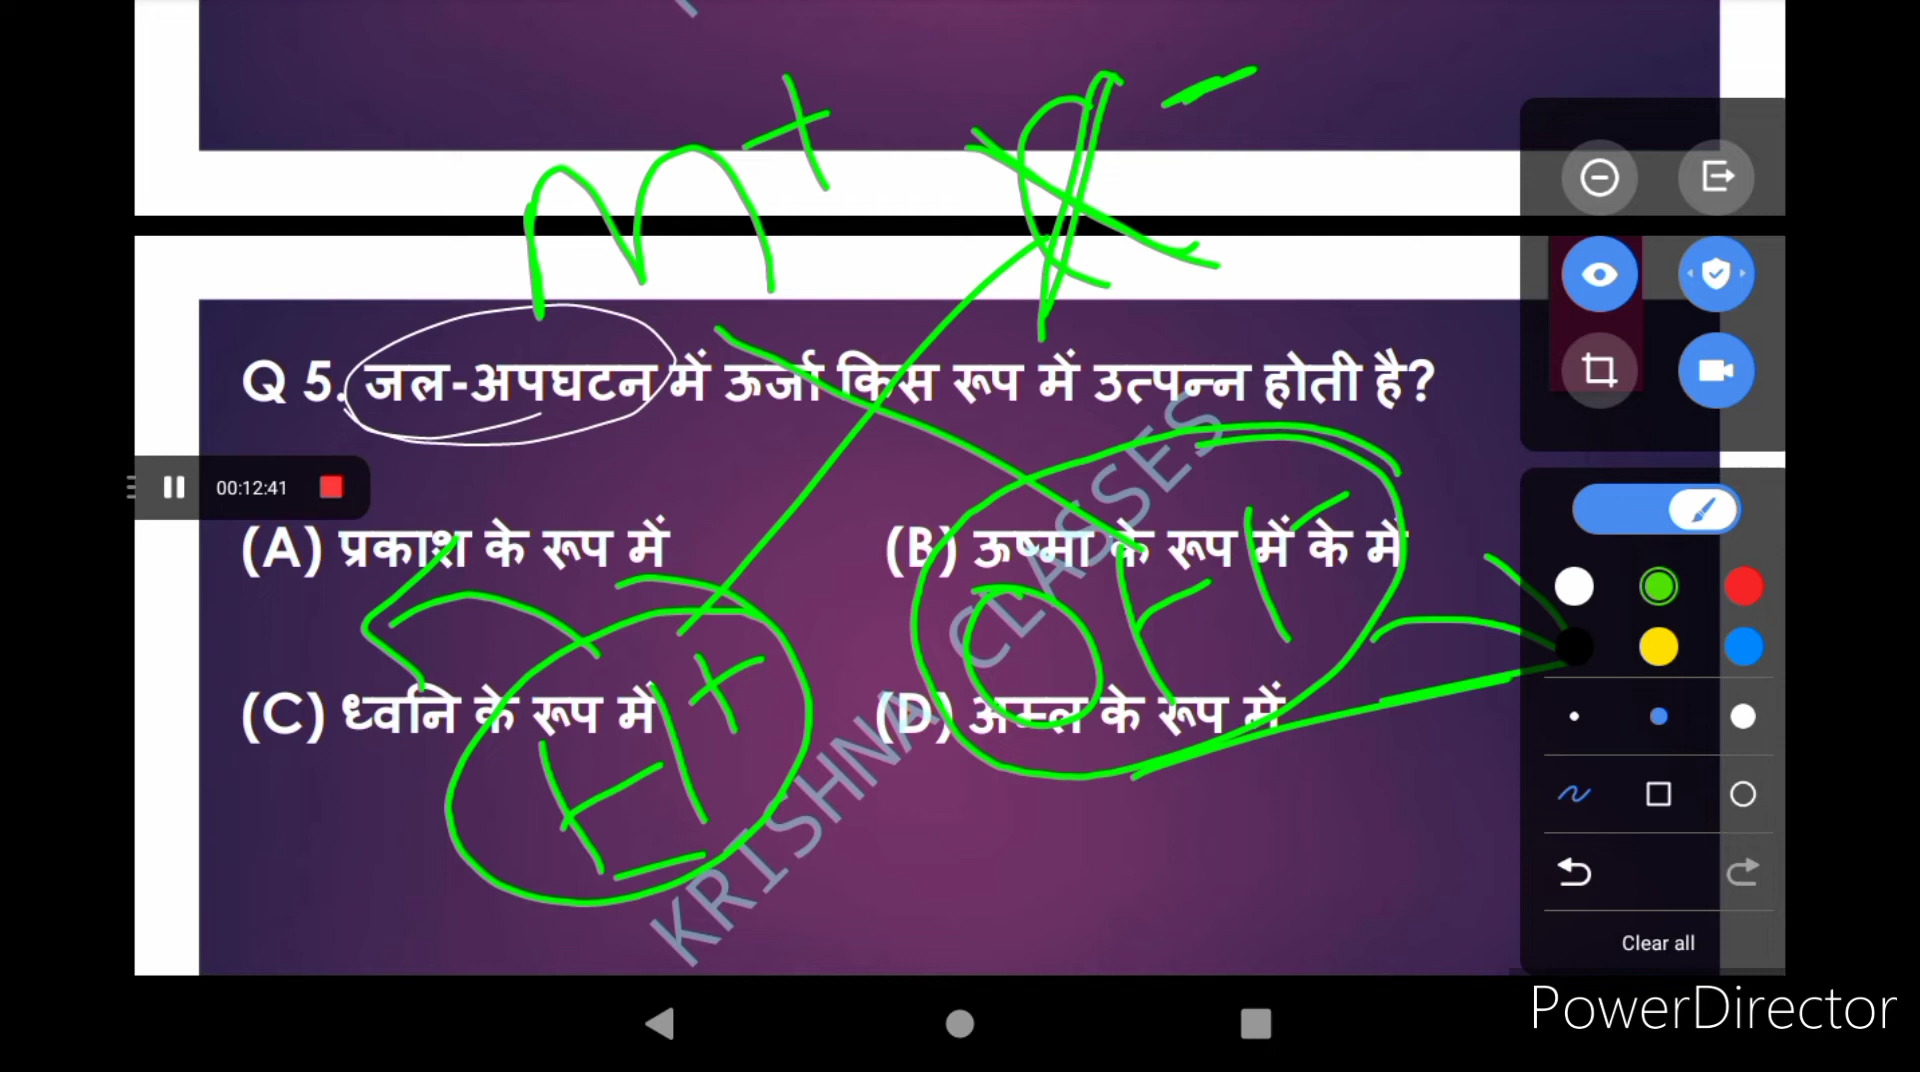 m+ x-
Q 5. जल-अपघटन में ऊर्जा किस रूप में उत्पन्न होती है?
00:12:41
(A) प्रकाश के रूप में
(B) ऊष्मा के रूप में के में
(C) ध्वनि के रूप में
(D) अम्ल के रूप में
H+
OH-
KRISHNA CLASSES
Clear all
PowerDirector